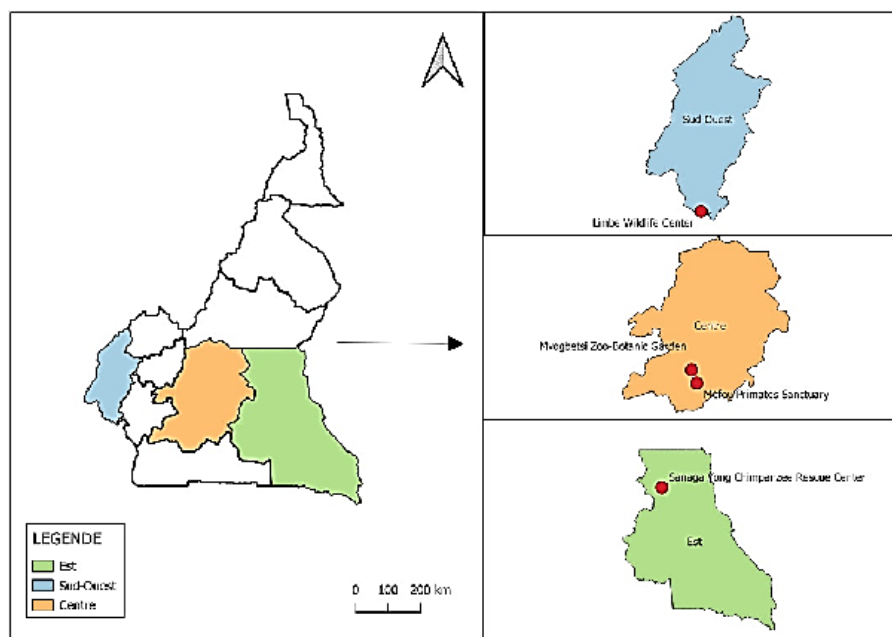 LEGENDE
Est
Sud-Ouest
Centre
0 100 200 km
Sud Ouest
Limbe Wildlife Center
Centre
Mvogbetsi Zoo-Botanic Garden
Mefou Primates Sanctuary
Sanaga Yong Chimpanzee Rescue Center
Est